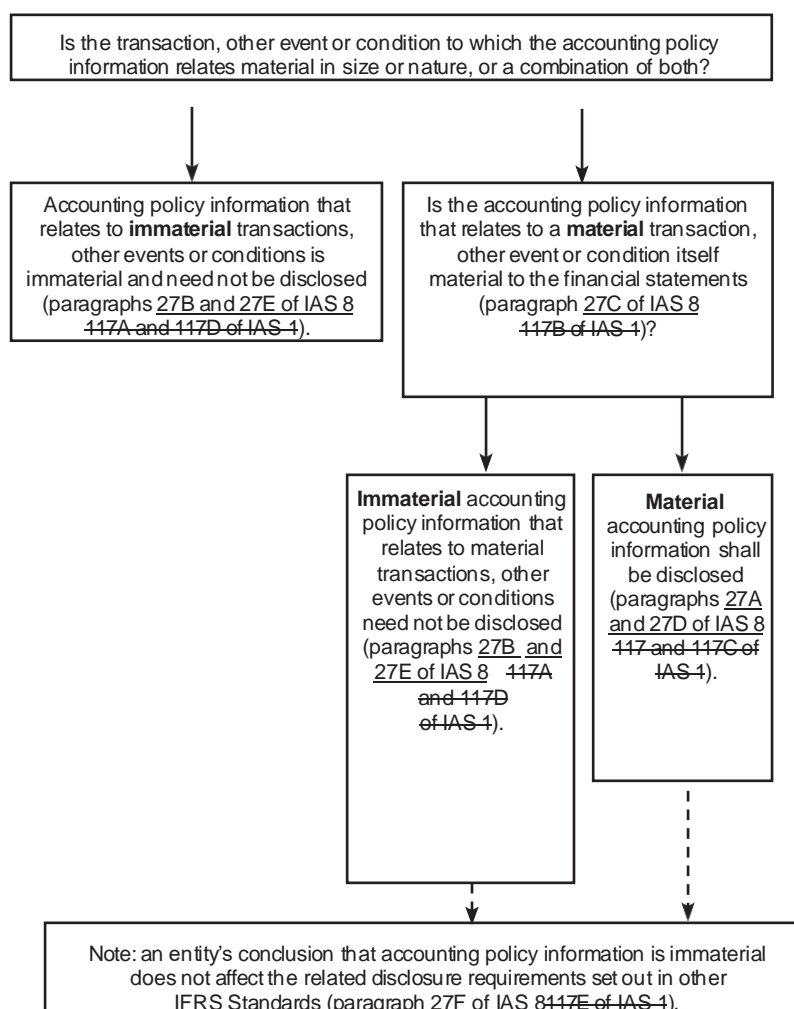 Is the transaction, other event or condition to which the accounting policy
information relates material in size or nature, or a combination of both?
Accounting policy information that
relates to immaterial transactions,
other events or conditions is
immaterial and need not be disclosed
(paragraphs 27B and 27E of IAS 8
117A and 117D of IAS 1).
Is the accounting policy information
that relates to a material transaction,
other event or condition itself
material to the financial statements
(paragraph 27C of IAS 8
117B of IAS 1)?
Immaterial accounting
policy information that
relates to material
transactions, other
events or conditions
need not be disclosed
(paragraphs 27B and
27E of IAS 8 117A
and 117D
of IAS 1).
Material
accounting policy
information shall
be disclosed
(paragraphs 27A
and 27D of IAS 8
117 and 117C of
IAS 1).
Note: an entity's conclusion that accounting policy information is immaterial
does not affect the related disclosure requirements set out in other
IFRS Standards (paragraph 27F of IAS 8117E of IAS 1).